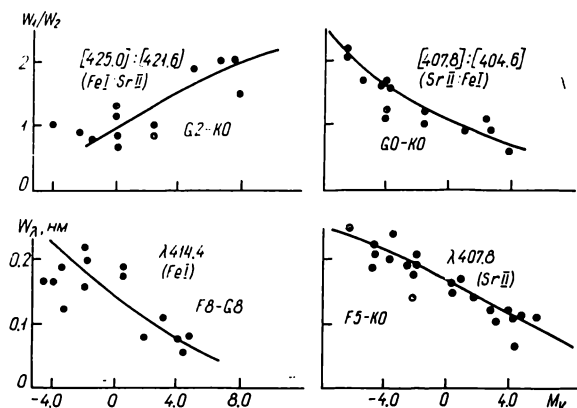 W₁/W₂
[425.0]:[421.6]
(FeI SrII)
G2-K0
[407.8]:[404.6]
(SrII:FeI)
G0-K0
2
1
0
Wλ, нм
λ414.4
(FeI)
F8-G8
λ407.8
(SrII)
F5-K0
0,2
0,1
0
-4.0 0 4.0 8.0
-4.0 0 4.0 Mv